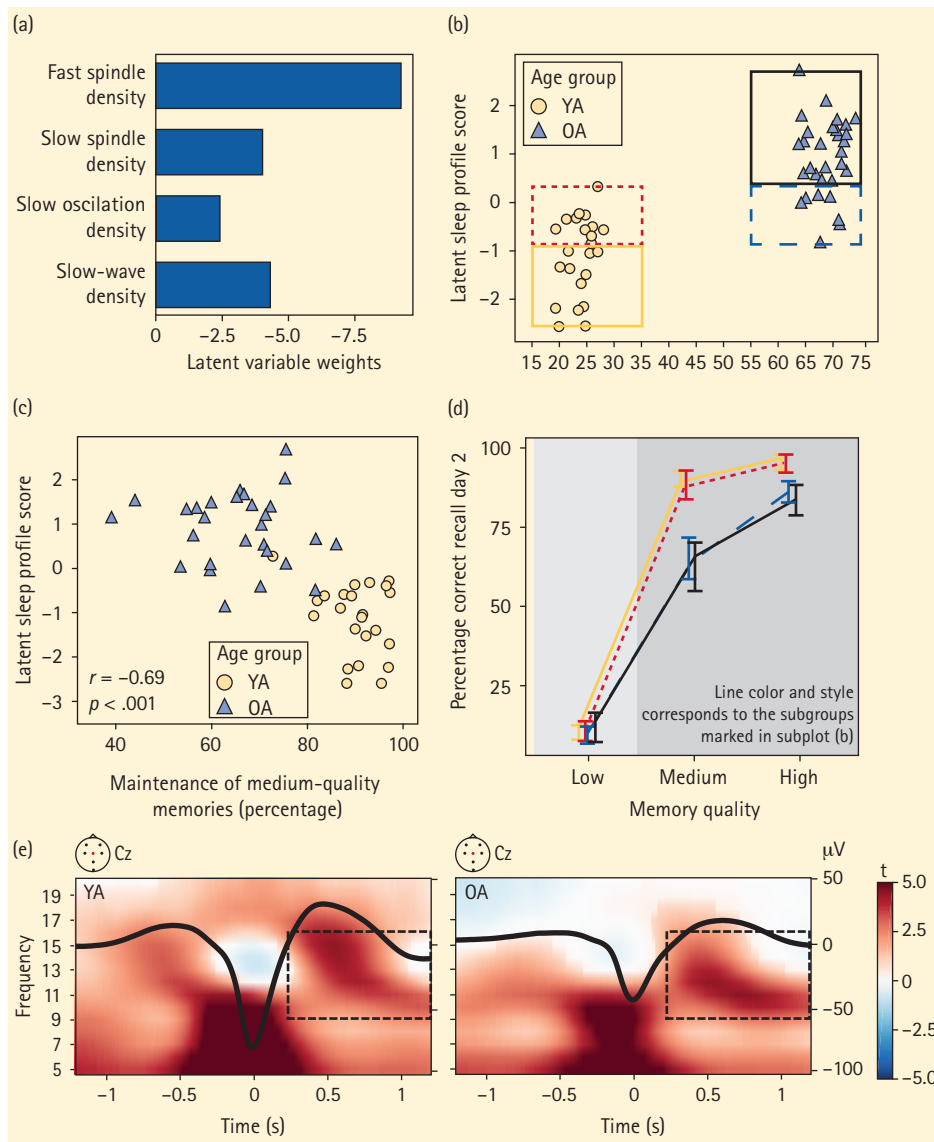 (a)
Fast spindle
density
Slow spindle
density
Slow oscilation
density
Slow-wave
density
0 −2.5 −5.0 −7.5
Latent variable weights
(b)
Latent sleep profile score
2
1
0
−1
−2
Age group
YA
OA
15 20 25 30 35 40 45 50 55 60 65 70 75
(c)
Latent sleep profile score
2
1
0
−1
−2
−3
r = −0.69
p < .001
Age group
YA
OA
40 60 80 100
Maintenance of medium-quality
memories (percentage)
(d)
Percentage correct recall day 2
100
75
50
25
Line color and style
corresponds to the subgroups
marked in subplot (b)
Low Medium High
Memory quality
(e)
Cz
YA
Frequency
19
17
15
13
11
9
7
5
−1 −0.5 0 0.5 1
Time (s)
Cz
OA
μV
50
0
−50
−100
−1 −0.5 0 0.5 1
Time (s)
t
5.0
2.5
0
−2.5
−5.0